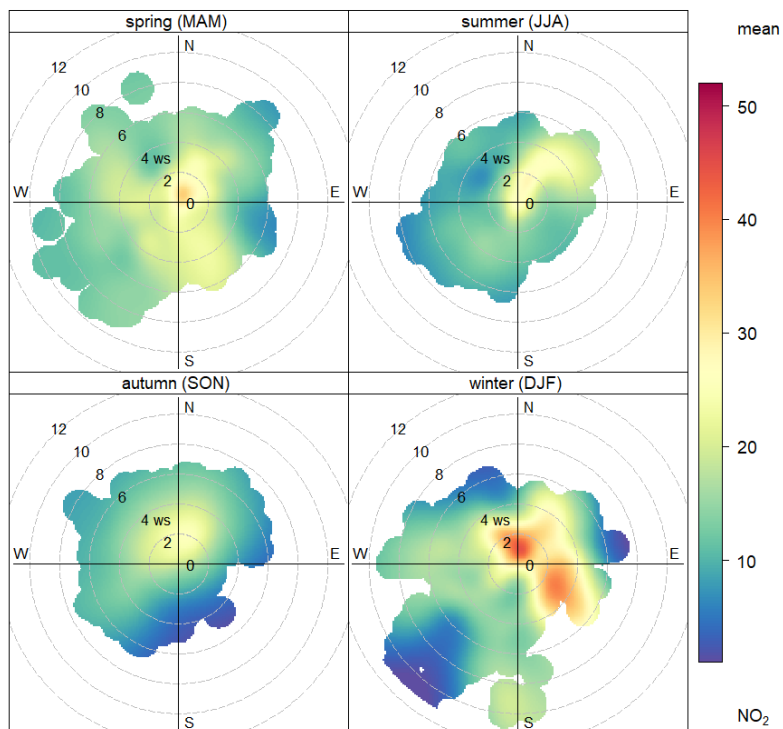 spring (MAM)
summer (JJA)
mean
12
10
8
6
4 ws
2
0
N
E
S
W
12
10
8
6
4 ws
2
0
N
E
S
W
50
40
30
20
10
autumn (SON)
winter (DJF)
12
10
8
6
4 ws
2
0
N
E
S
W
12
10
8
6
4 ws
2
0
N
E
S
W
NO₂